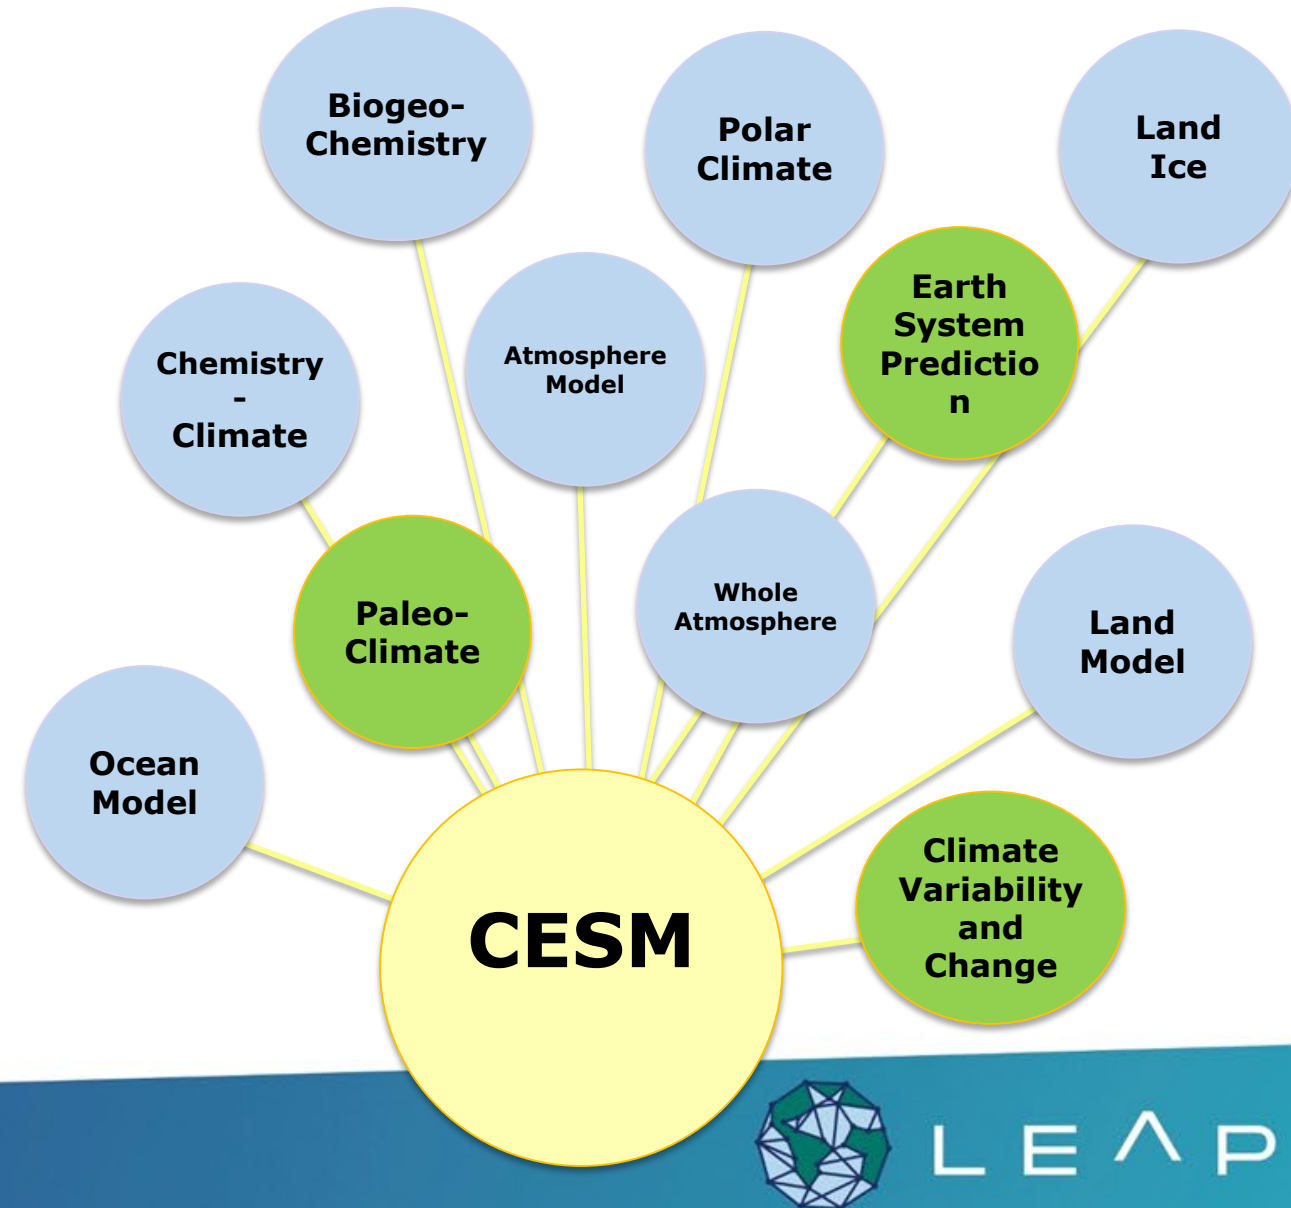 Biogeo-
Chemistry
Polar
Climate
Land
Ice
Earth
System
Predictio
n
Chemistry
-
Climate
Atmosphere
Model
Paleo-
Climate
Whole
Atmosphere
Land
Model
Ocean
Model
Climate
Variability
and
Change
CESM
LEAP